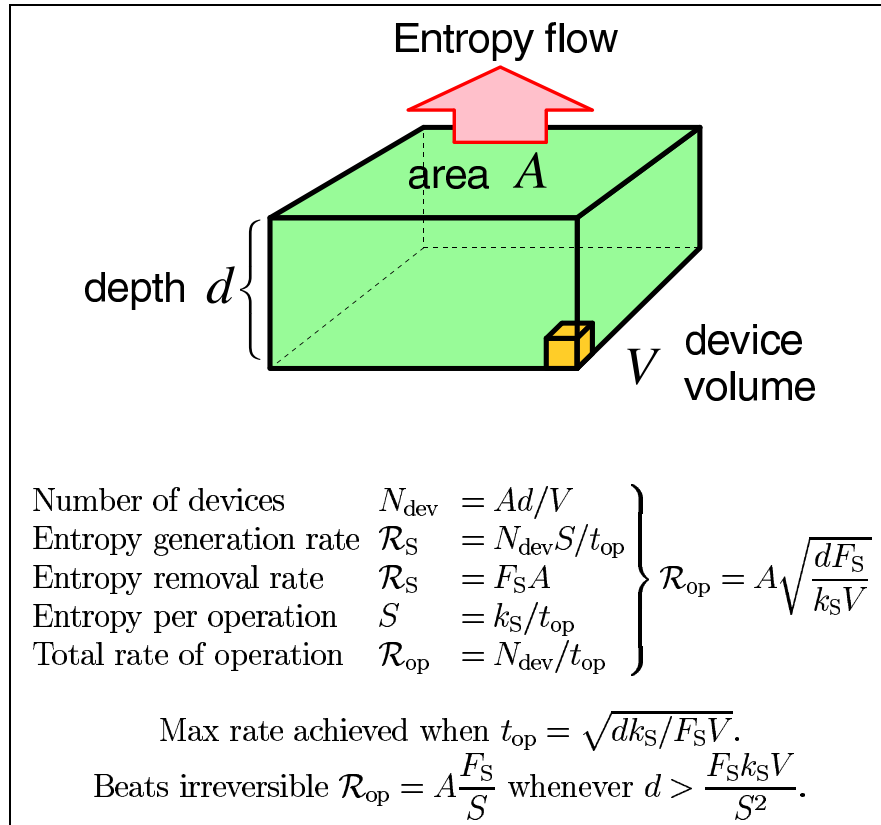 Entropy flow
area A
depth d
V device
volume
Number of devices N_dev = Ad/V
Entropy generation rate ℛ_S = N_dev S/t_op
Entropy removal rate ℛ_S = F_S A
Entropy per operation S = k_S/t_op
Total rate of operation ℛ_op = N_dev/t_op
ℛ_op = A√(dF_S/k_S V)
Max rate achieved when t_op = √(dk_S/F_S V).
Beats irreversible ℛ_op = A F_S/S whenever d > F_S k_S V/S².